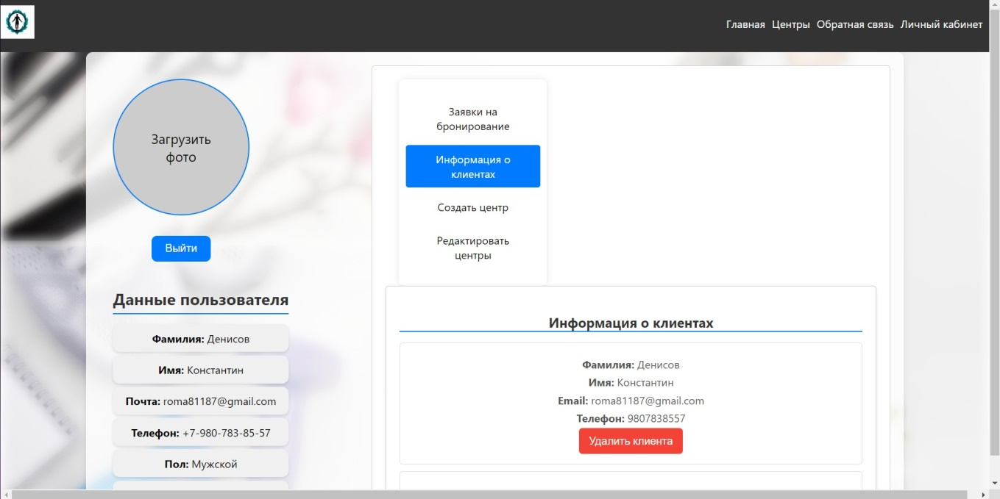 Главная Центры Обратная связь Личный кабинет
Загрузить
фото
Выйти
Данные пользователя
Фамилия: Денисов
Имя: Константин
Почта: roma81187@gmail.com
Телефон: +7-980-783-85-57
Пол: Мужской
Заявки на
бронирование
Информация о
клиентах
Создать центр
Редактировать
центры
Информация о клиентах
Фамилия: Денисов
Имя: Константин
Email: roma81187@gmail.com
Телефон: 9807838557
Удалить клиента